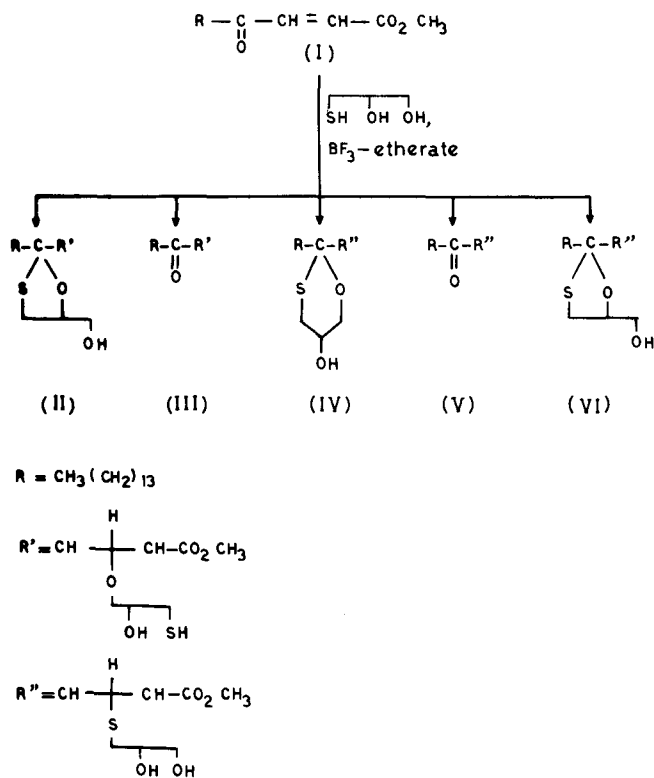 R — C — CH = CH — CO2 CH3
O
(I)
SH OH OH,
BF3 — etherate
R—C—R' R—C—R' R—C—R" R—C—R" R—C—R"
S O O S O O S O
OH OH OH
(II) (III) (IV) (V) (VI)
R = CH3(CH2)13
H
R'= CH — CH—CO2 CH3
O
OH SH
H
R"= CH — CH—CO2 CH3
S
OH OH